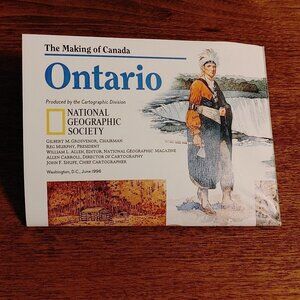 The Making of Canada
Ontario
Produced by the Cartographic Division
NATIONAL
GEOGRAPHIC
SOCIETY
GILBERT M. GROSVENOR, CHAIRMAN
REG MURPHY, PRESIDENT
WILLIAM L. ALLEN, EDITOR, NATIONAL GEOGRAPHIC MAGAZINE
ALLEN CARROLL, DIRECTOR OF CARTOGRAPHY
JOHN F. SHUPE, CHIEF CARTOGRAPHER
Washington, D.C., June 1996